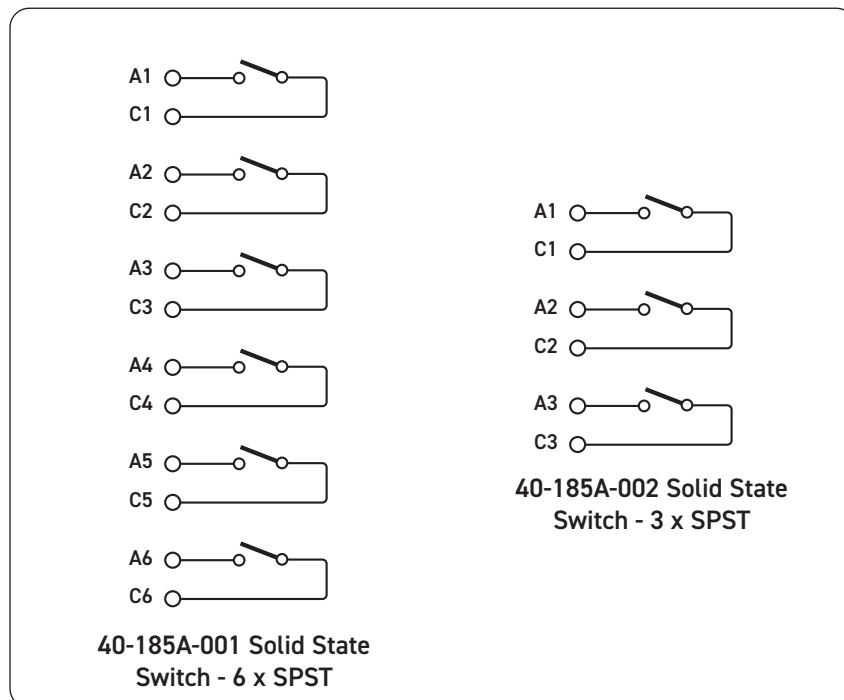 A1
C1
A2
C2
A3
C3
A4
C4
A5
C5
A6
C6
40-185A-001 Solid State
Switch - 6 x SPST
A1
C1
A2
C2
A3
C3
40-185A-002 Solid State
Switch - 3 x SPST